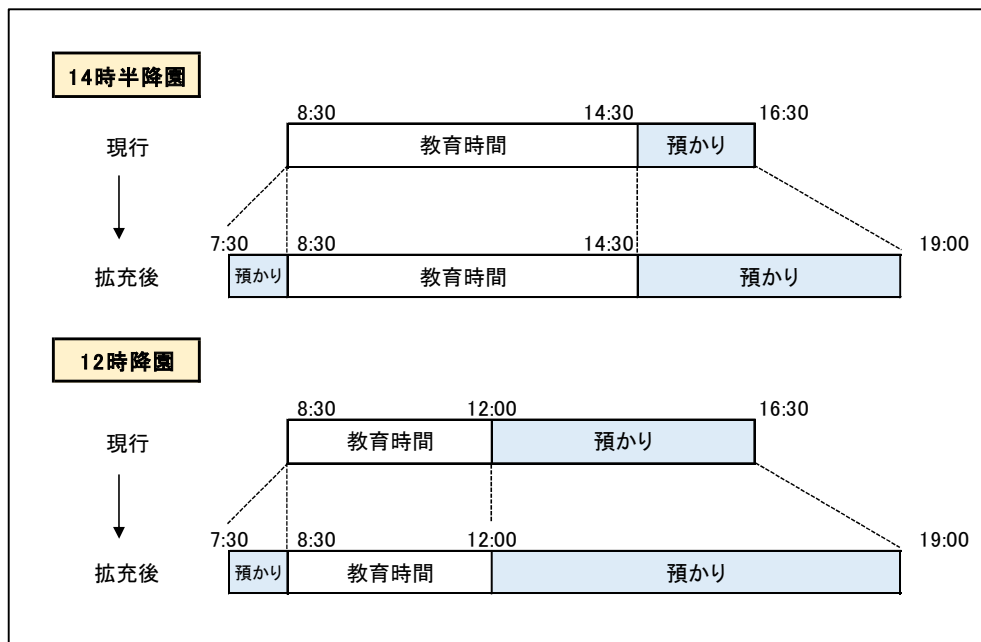 14時半降園
8:30 14:30 16:30
現行 教育時間 預かり
7:30 8:30 14:30 19:00
拡充後 預かり 教育時間 預かり
12時降園
8:30 12:00 16:30
現行 教育時間 預かり
7:30 8:30 12:00 19:00
拡充後 預かり 教育時間 預かり